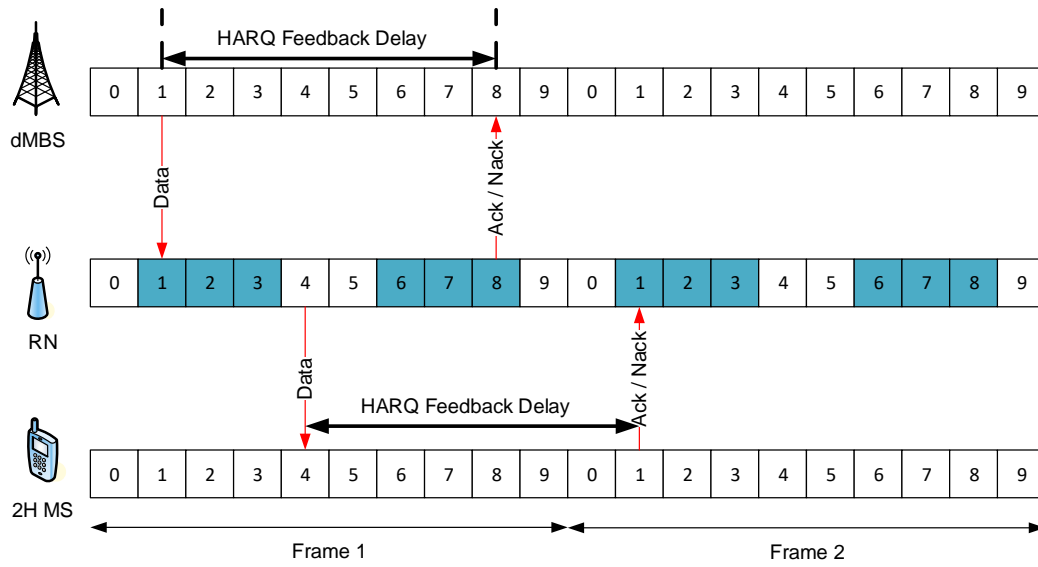 HARQ Feedback Delay
0 1 2 3 4 5 6 7 8 9 0 1 2 3 4 5 6 7 8 9
dMBS
Data
Ack / Nack
0 1 2 3 4 5 6 7 8 9 0 1 2 3 4 5 6 7 8 9
RN
Data
Ack / Nack
HARQ Feedback Delay
0 1 2 3 4 5 6 7 8 9 0 1 2 3 4 5 6 7 8 9
2H MS
Frame 1
Frame 2